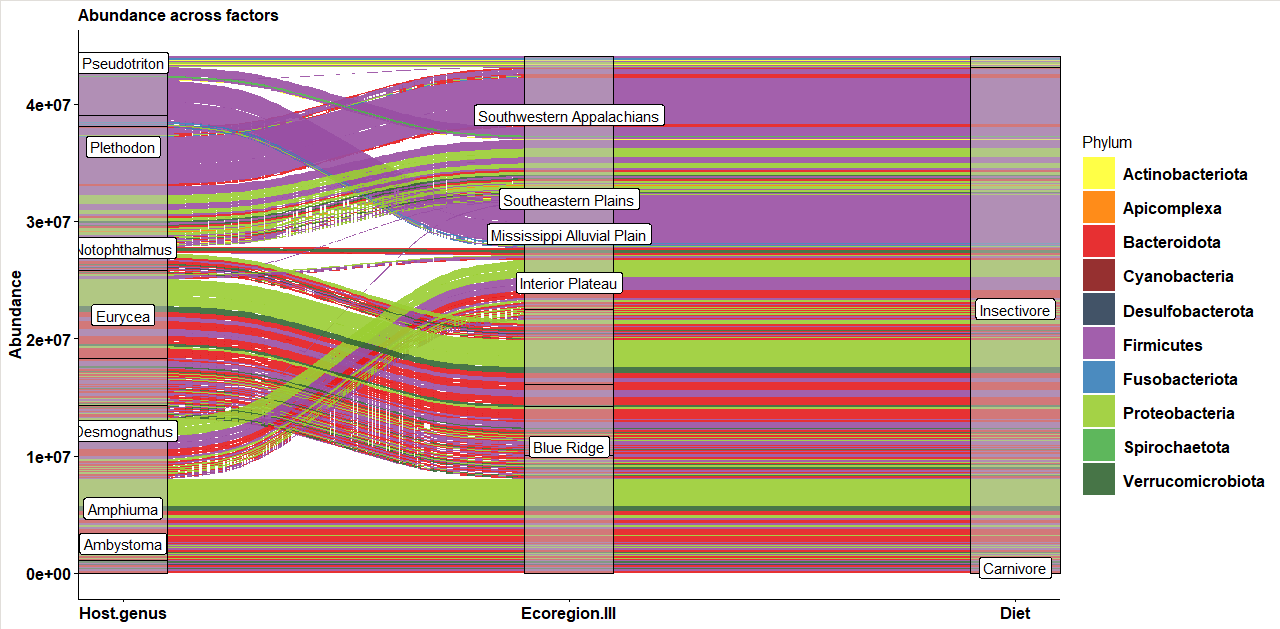 Abundance across factors
Pseudotriton
4e+07
Southwestern Appalachians
Phylum
Plethodon
Actinobacteriota
Apicomplexa
Southeastern Plains
3e+07
Mississippi Alluvial Plain
Bacteroidota
Notophthalmus
Cyanobacteria
Interior Plateau
Abundance
Eurycea
Insectivore
Desulfobacterota
2e+07
Firmicutes
Fusobacteriota
Desmognathus
Proteobacteria
Blue Ridge
1e+07
Spirochaetota
Verrucomicrobiota
Amphiuma
Ambystoma
Carnivore
0e+00
Host.genus
Ecoregion.III
Diet